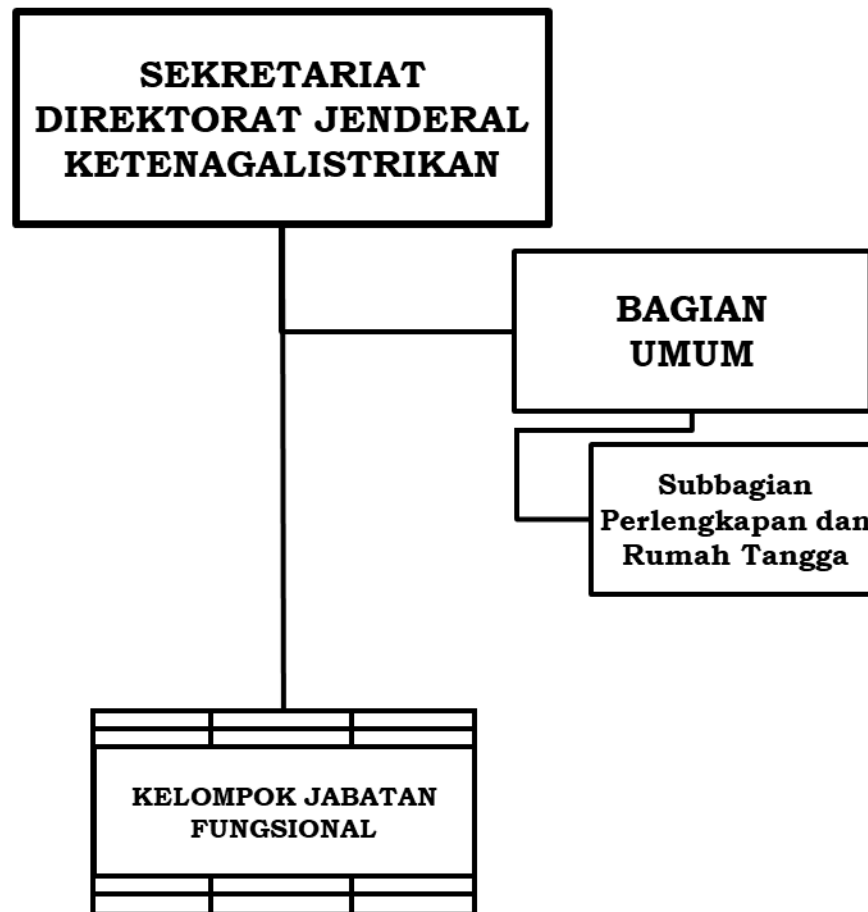 SEKRETARIAT
DIREKTORAT JENDERAL
KETENAGALISTRIKAN
BAGIAN
UMUM
Subbagian
Perlengkapan dan
Rumah Tangga
KELOMPOK JABATAN
FUNGSIONAL